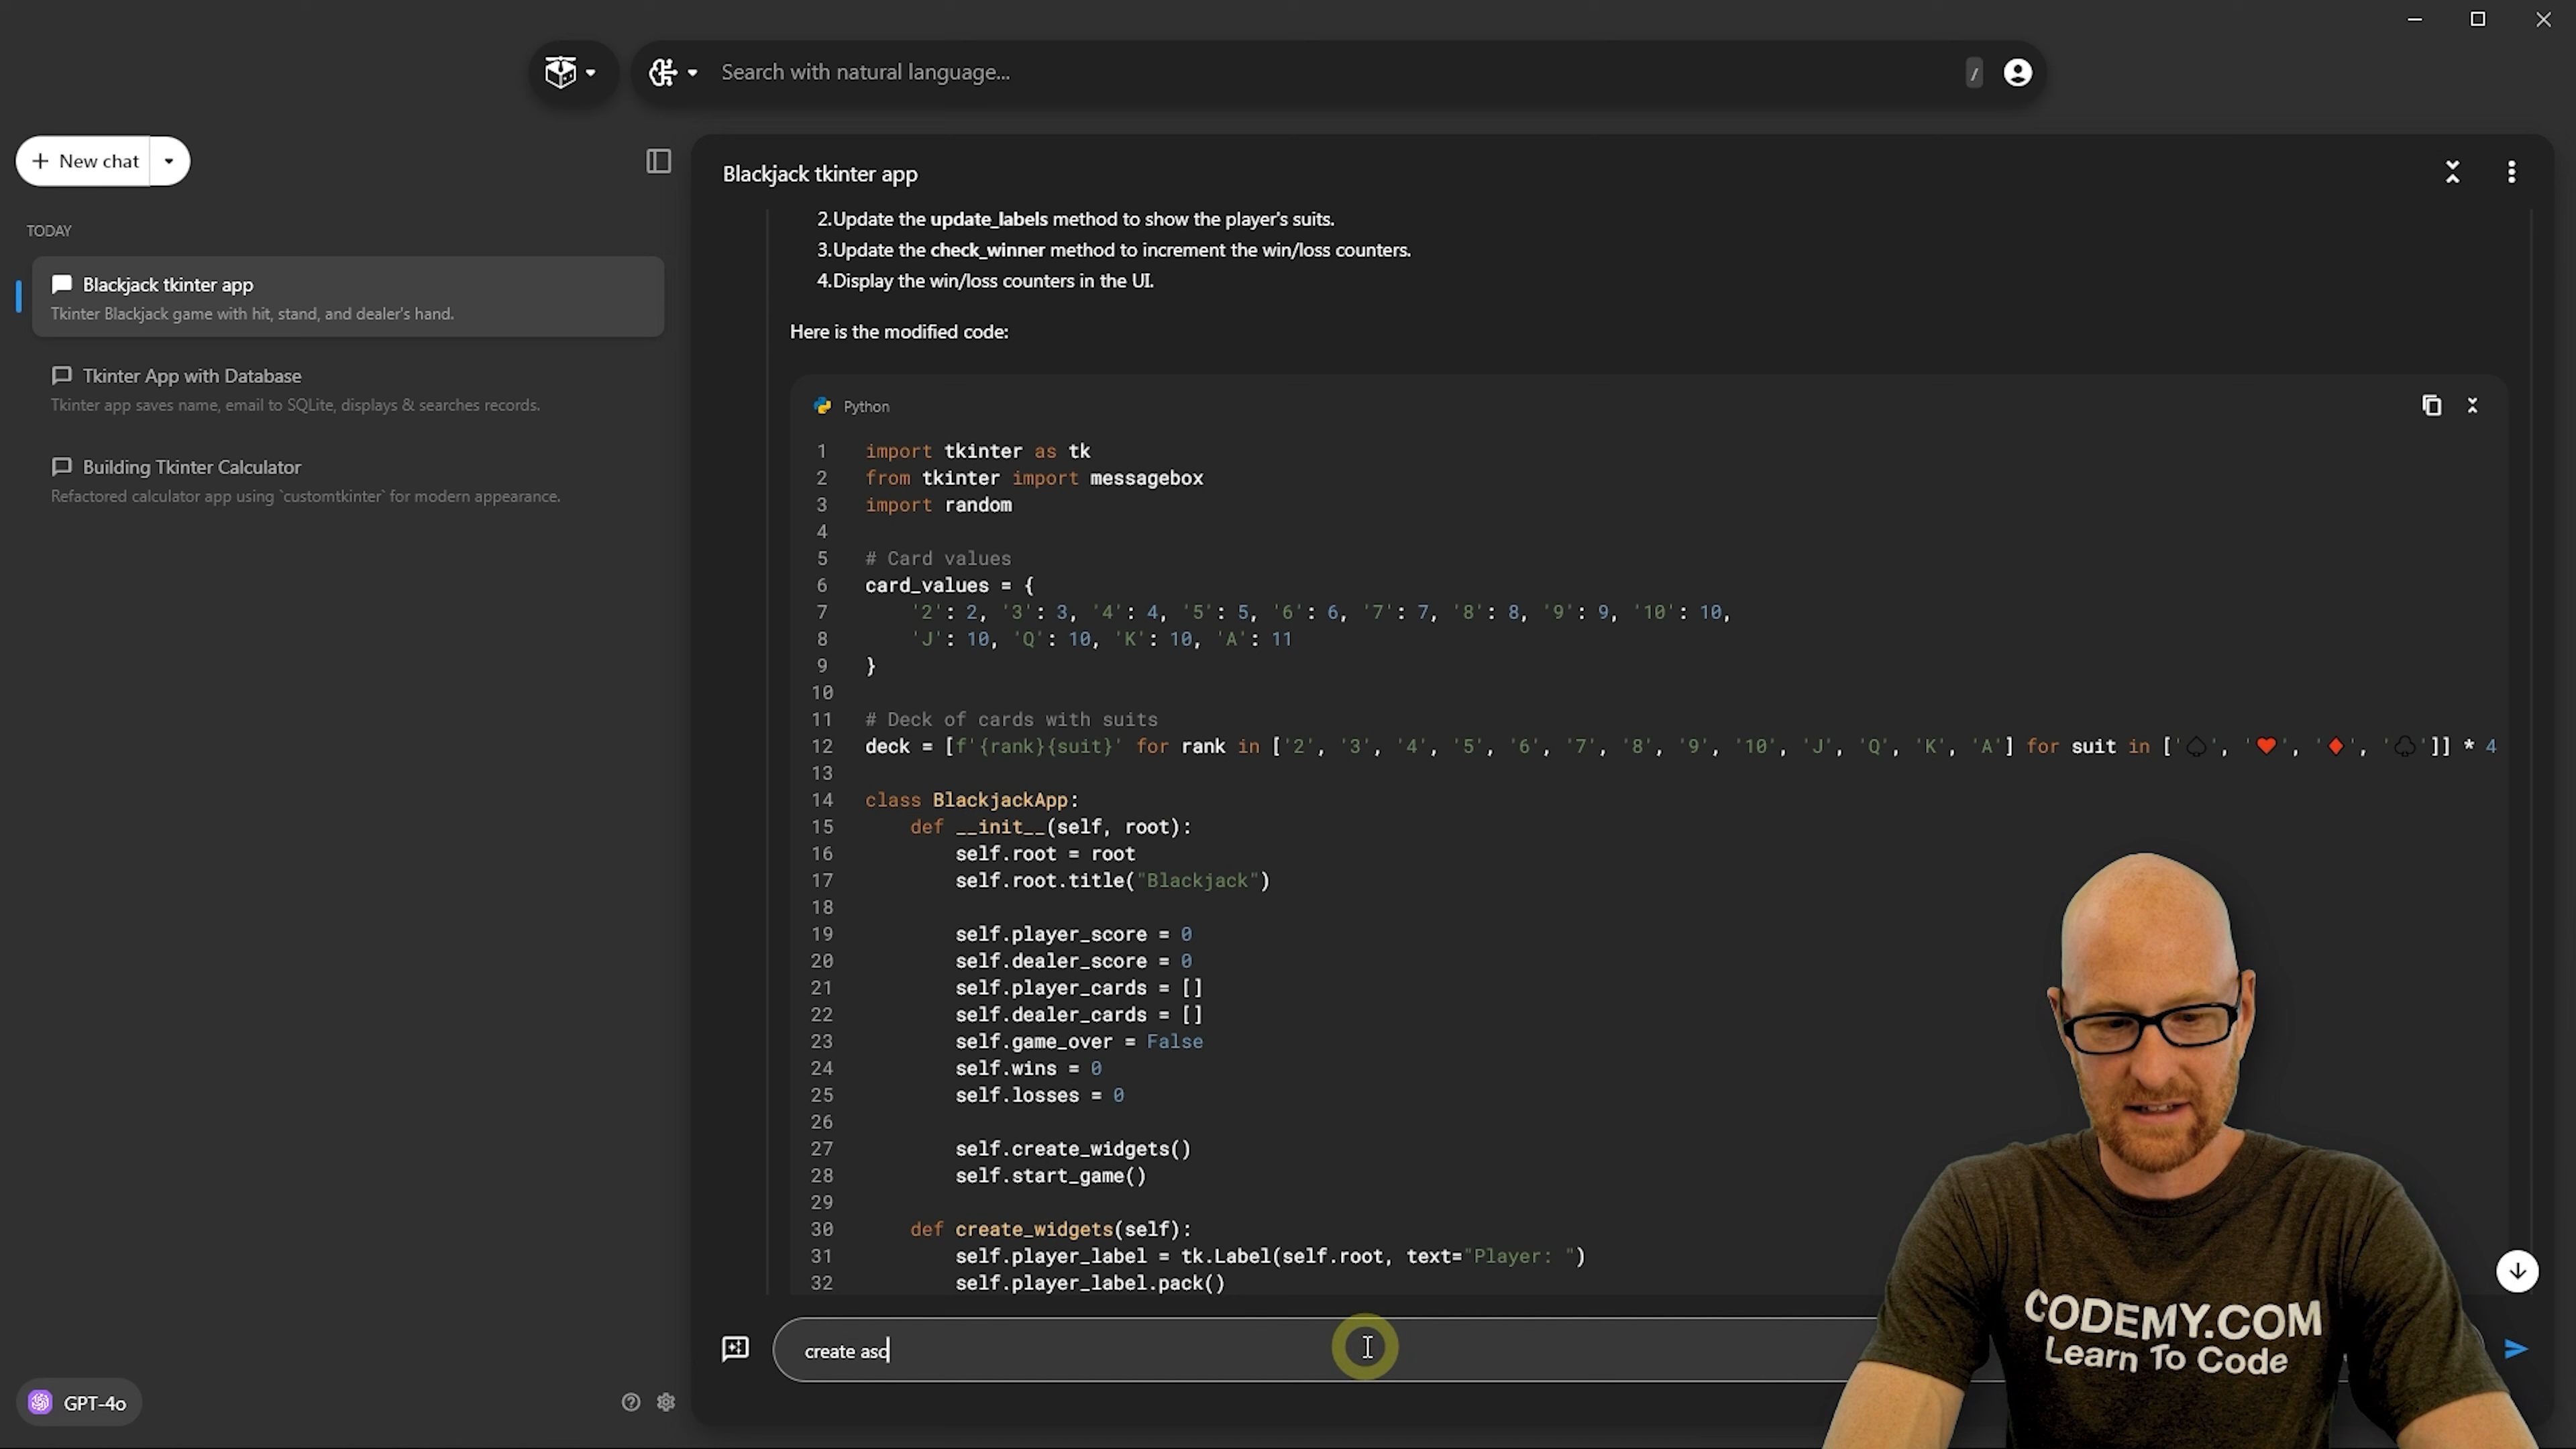 Search with natural language...
/
+ New chat
TODAY
Blackjack tkinter app
Tkinter Blackjack game with hit, stand, and dealer's hand.
Tkinter App with Database
Tkinter app saves name, email to SQLite, displays & searches records.
Building Tkinter Calculator
Refactored calculator app using `customtkinter` for modern appearance.
GPT-4o
Blackjack tkinter app
2.Update the update_labels method to show the player's suits.
3.Update the check_winner method to increment the win/loss counters.
4.Display the win/loss counters in the UI.
Here is the modified code:
Python
1 import tkinter as tk
2 from tkinter import messagebox
3 import random
4
5 # Card values
6 card_values = {
7     '2': 2, '3': 3, '4': 4, '5': 5, '6': 6, '7': 7, '8': 8, '9': 9, '10': 10,
8     'J': 10, 'Q': 10, 'K': 10, 'A': 11
9 }
10
11 # Deck of cards with suits
12 deck = [f'{rank}{suit}' for rank in ['2', '3', '4', '5', '6', '7', '8', '9', '10', 'J', 'Q', 'K', 'A'] for suit in ['♠', '♥', '♦', '♣']] * 4
13
14 class BlackjackApp:
15     def __init__(self, root):
16         self.root = root
17         self.root.title("Blackjack")
18
19         self.player_score = 0
20         self.dealer_score = 0
21         self.player_cards = []
22         self.dealer_cards = []
23         self.game_over = False
24         self.wins = 0
25         self.losses = 0
26
27         self.create_widgets()
28         self.start_game()
29
30     def create_widgets(self):
31         self.player_label = tk.Label(self.root, text="Player: ")
32         self.player_label.pack()
create asc
CODEMY.COM
Learn To Code